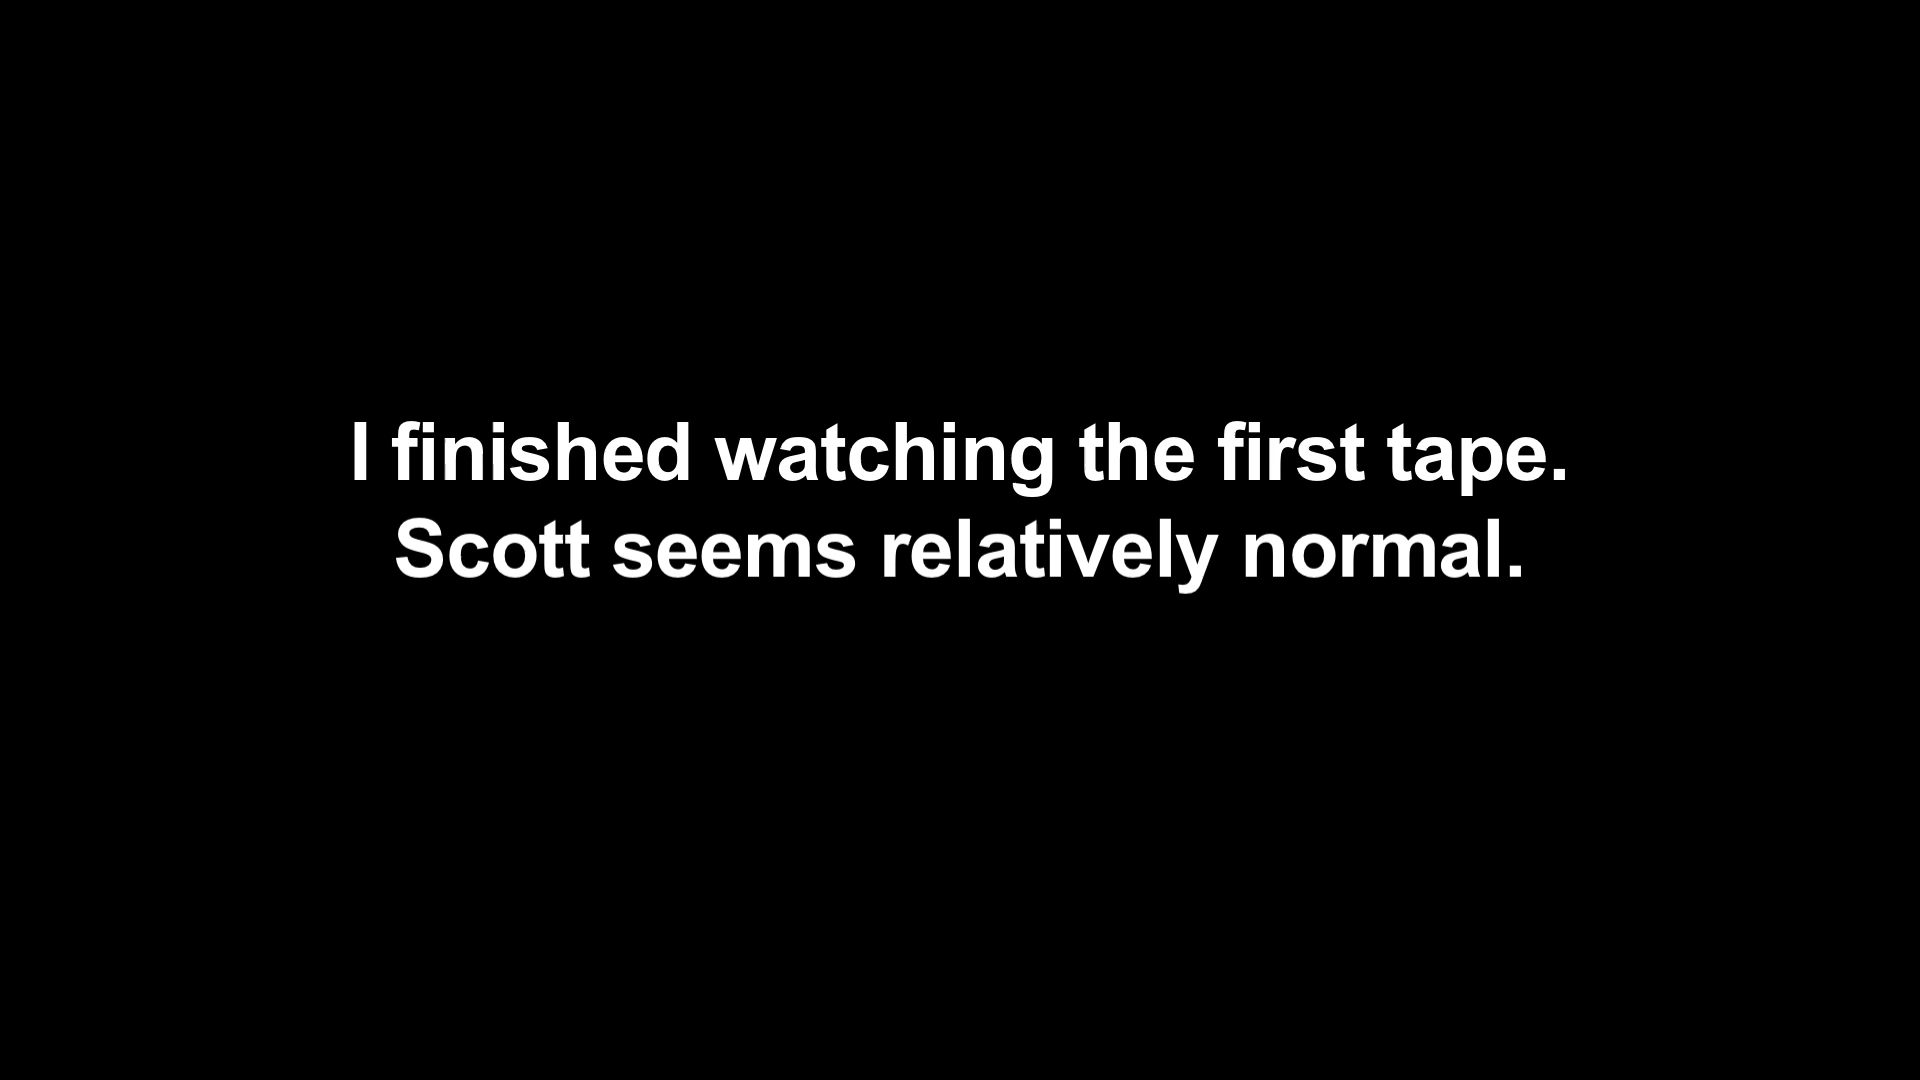 I finished watching the first tape.
Scott seems relatively normal.